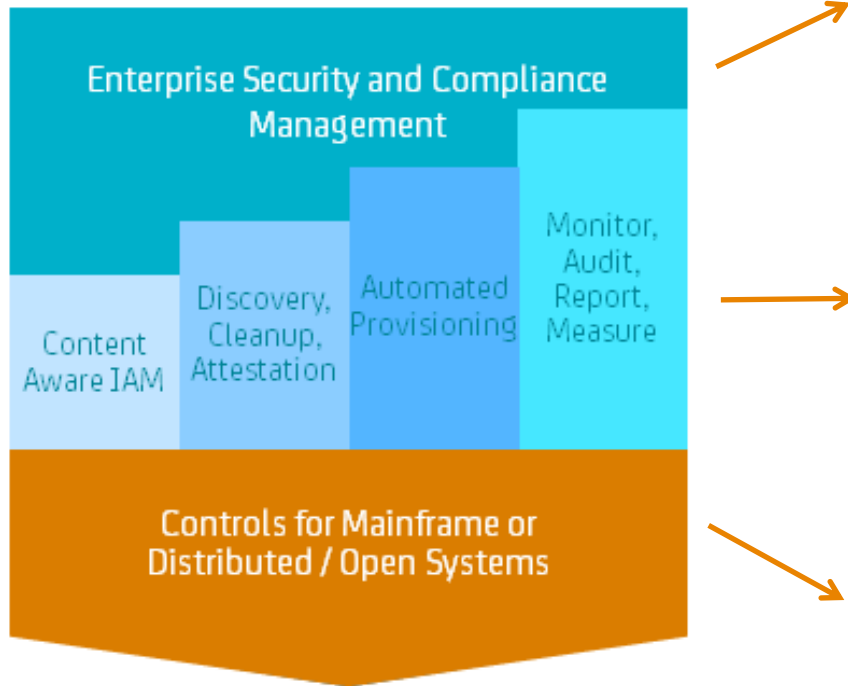 Enterprise Security and Compliance
Management
Content
Aware IAM
Discovery,
Cleanup,
Attestation
Automated
Provisioning
Monitor,
Audit,
Report,
Measure
Controls for Mainframe or
Distributed / Open Systems